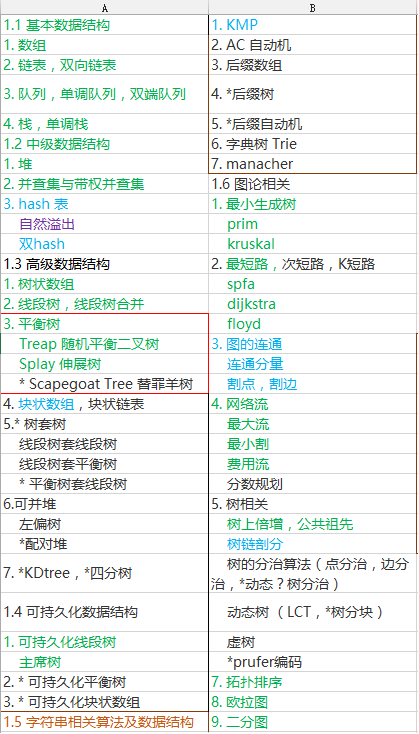 A
1.1 基本数据结构
1. 数组
2. 链表，双向链表
3. 队列，单调队列，双端队列
4. 栈，单调栈
1.2 中级数据结构
1. 堆
2. 并查集与带权并查集
3. hash 表
自然溢出
双hash
1.3 高级数据结构
1. 树状数组
2. 线段树，线段树合并
3. 平衡树
Treap 随机平衡二叉树
Splay 伸展树
* Scapegoat Tree 替罪羊树
4. 块状数组，块状链表
5.* 树套树
线段树套线段树
线段树套平衡树
* 平衡树套线段树
6.可并堆
左偏树
*配对堆
7. *KDtree，*四分树
1.4 可持久化数据结构
1. 可持久化线段树
主席树
2. * 可持久化平衡树
3. * 可持久化块状数组
1.5 字符串相关算法及数据结构
B
1. KMP
2. AC 自动机
3. 后缀数组
4. *后缀树
5. *后缀自动机
6. 字典树 Trie
7. manacher
1.6 图论相关
1. 最小生成树
prim
kruskal
2. 最短路，次短路，K短路
spfa
dijkstra
floyd
3. 图的连通
连通分量
割点，割边
4. 网络流
最大流
最小割
费用流
分数规划
5. 树相关
树上倍增，公共祖先
树链剖分
树的分治算法（点分治，边分
治，*动态？树分治）
动态树 （LCT，*树分块）
虚树
*prufer编码
7. 拓扑排序
8. 欧拉图
9. 二分图